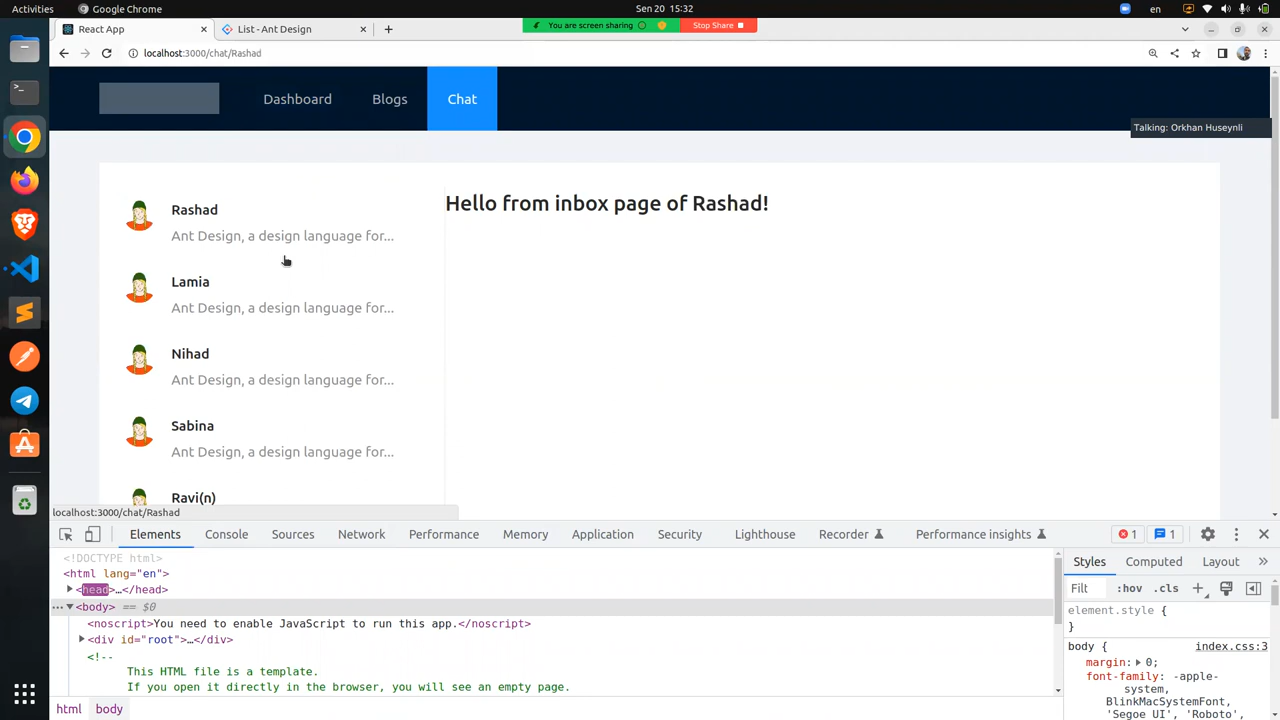 Activities
Google Chrome
Sen 20 15:32
en
React App
List - Ant Design
You are screen sharing
Stop Share
localhost:3000/chat/Rashad
Dashboard
Blogs
Chat
Talking: Orkhan Huseynli
Rashad
Ant Design, a design language for...
Lamia
Ant Design, a design language for...
Nihad
Ant Design, a design language for...
Sabina
Ant Design, a design language for...
Ravi(n)
Hello from inbox page of Rashad!
localhost:3000/chat/Rashad
Elements
Console
Sources
Network
Performance
Memory
Application
Security
Lighthouse
Recorder
Performance insights
1
1
<!DOCTYPE html>
<html lang="en">
<head>…</head>
<body> == $0
<noscript>You need to enable JavaScript to run this app.</noscript>
<div id="root">…</div>
<!--
This HTML file is a template.
If you open it directly in the browser, you will see an empty page.
html body
Styles
Computed
Layout
Filt
:hov
.cls
element.style {
}
body {
index.css:3
margin: 0;
font-family: -apple-
system,
BlinkMacSystemFont,
'Segoe UI', 'Roboto',